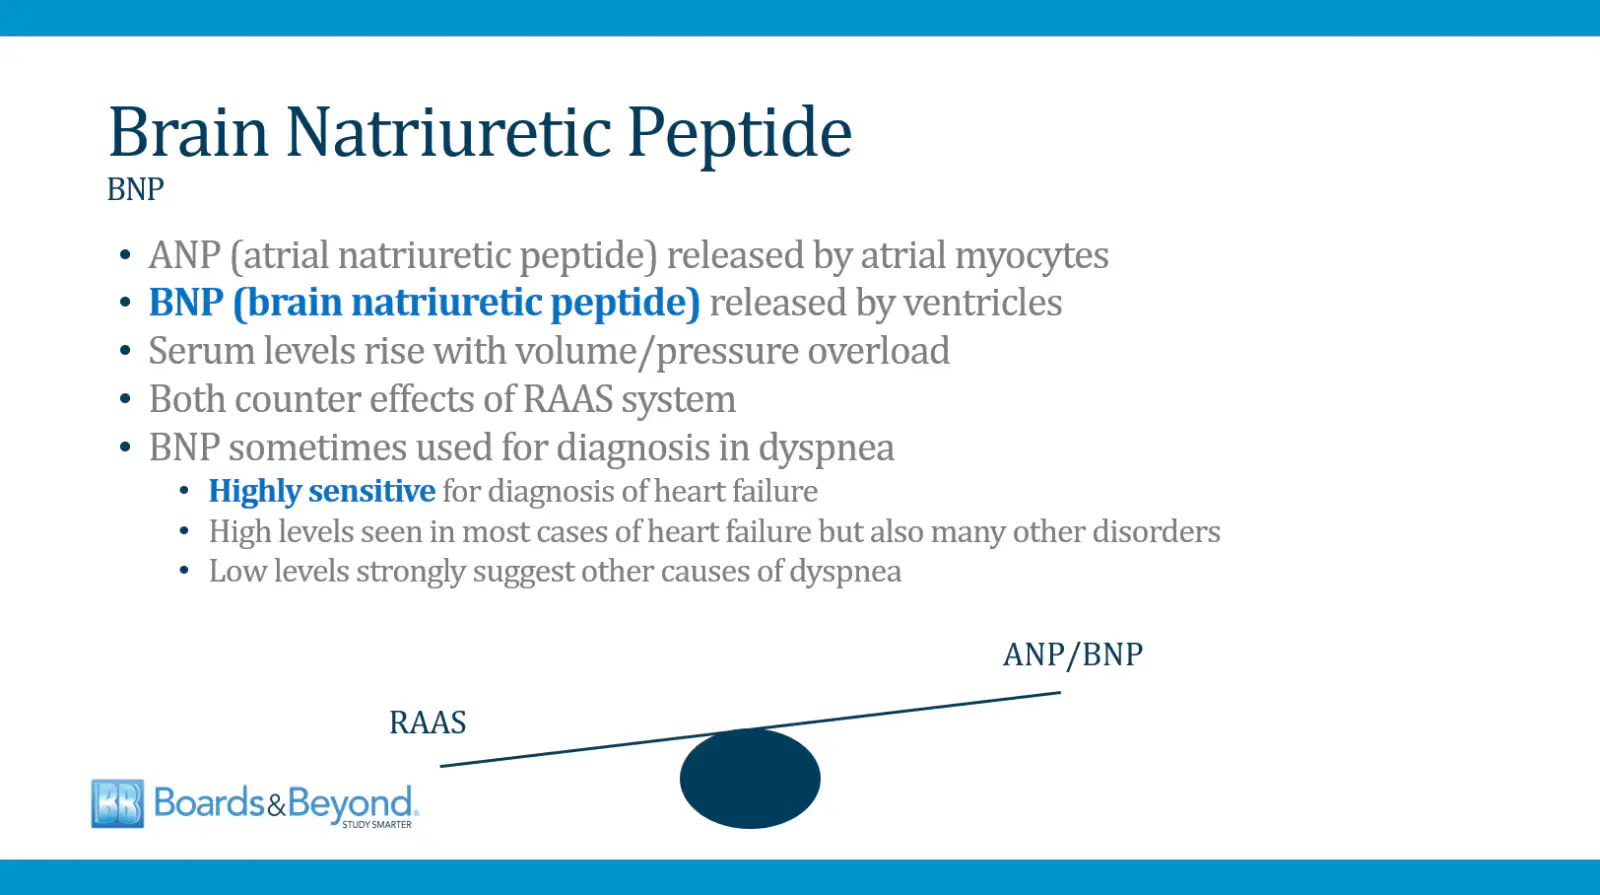 Brain Natriuretic Peptide
BNP
• ANP (atrial natriuretic peptide) released by atrial myocytes
• BNP (brain natriuretic peptide) released by ventricles
• Serum levels rise with volume/pressure overload
• Both counter effects of RAAS system
• BNP sometimes used for diagnosis in dyspnea
• Highly sensitive for diagnosis of heart failure
• High levels seen in most cases of heart failure but also many other disorders
• Low levels strongly suggest other causes of dyspnea
ANP/BNP
RAAS
BB Boards&Beyond.
STUDY SMARTER